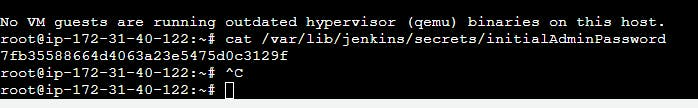 No VM guests are running outdated hypervisor (qemu) binaries on this host.
root@ip-172-31-40-122:~# cat /var/lib/jenkins/secrets/initialAdminPassword
7fb35588664d4063a23e5475d0c3129f
root@ip-172-31-40-122:~# ^C
root@ip-172-31-40-122:~#